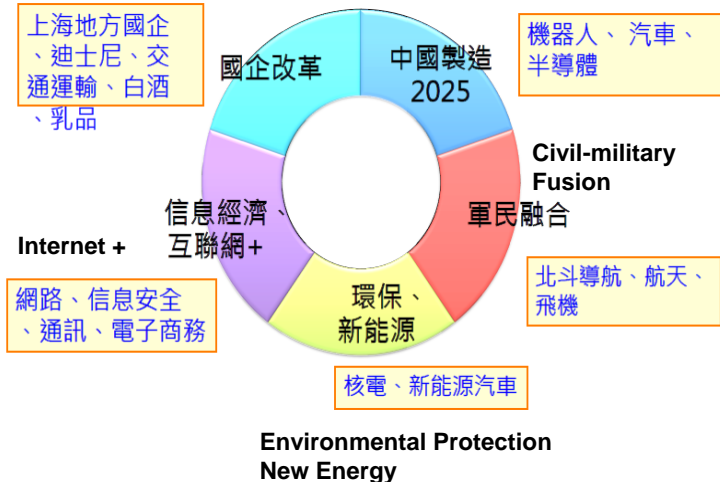 上海地方國企
、迪士尼、交
通運輸、白酒
、乳品
國企改革
中國製造
2025
機器人、 汽車、
半導體
Civil-military
Fusion
軍民融合
北斗導航、航天、
飛機
信息經濟、
互聯網+
Internet +
網路、信息安全
、通訊、電子商務
環保、
新能源
核電、新能源汽車
Environmental Protection
New Energy